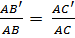 AB′/AB = AC′/AC